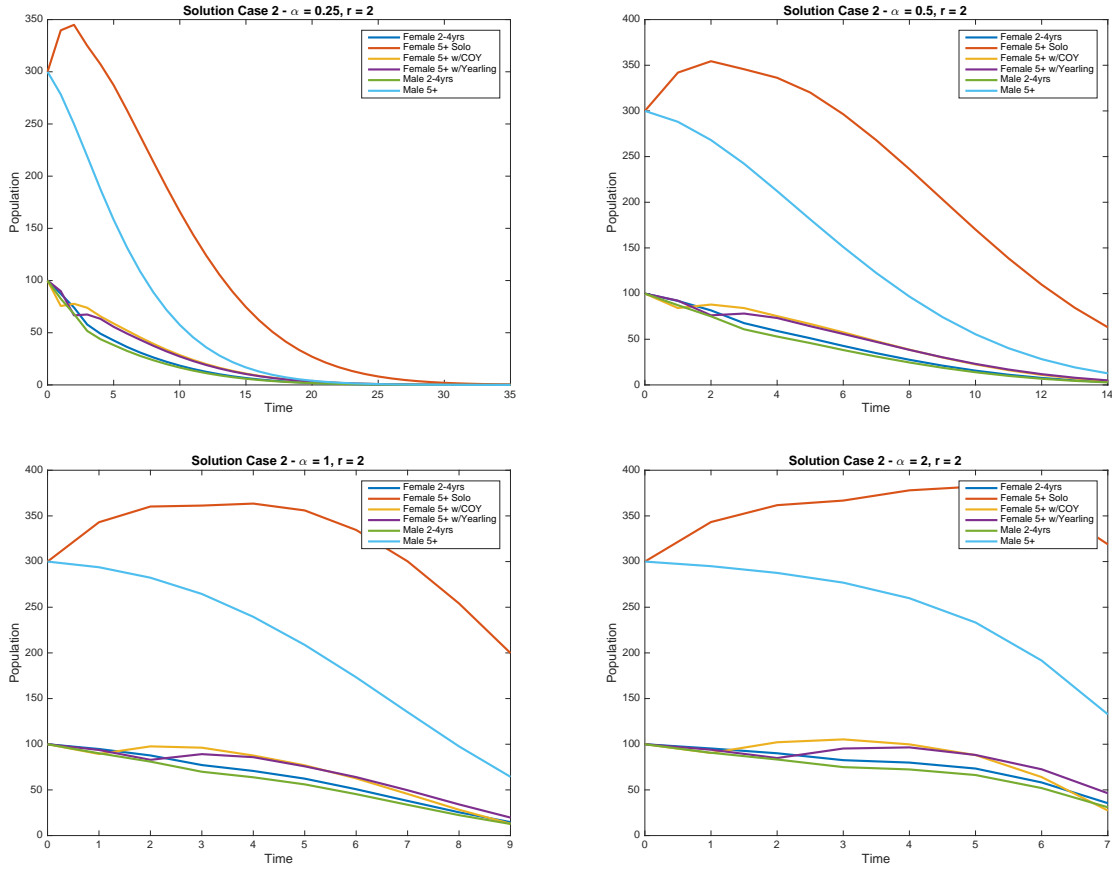 Solution Case 2 - α = 0.25, r = 2
350
300
250
200
150
100
50
0
Population
Female 2-4yrs
Female 5+ Solo
Female 5+ w/COY
Female 5+ w/Yearling
Male 2-4yrs
Male 5+
0 5 10 15 20 25 30 35
Time
Solution Case 2 - α = 0.5, r = 2
400
350
300
250
200
150
100
50
0
Population
Female 2-4yrs
Female 5+ Solo
Female 5+ w/COY
Female 5+ w/Yearling
Male 2-4yrs
Male 5+
0 2 4 6 8 10 12 14
Time
Solution Case 2 - α = 1, r = 2
400
350
300
250
200
150
100
50
0
Population
Female 2-4yrs
Female 5+ Solo
Female 5+ w/COY
Female 5+ w/Yearling
Male 2-4yrs
Male 5+
0 1 2 3 4 5 6 7 8 9
Time
Solution Case 2 - α = 2, r = 2
400
350
300
250
200
150
100
50
0
Population
Female 2-4yrs
Female 5+ Solo
Female 5+ w/COY
Female 5+ w/Yearling
Male 2-4yrs
Male 5+
0 1 2 3 4 5 6 7
Time